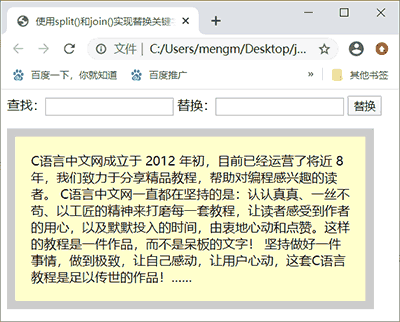 使用split()和join()实现替换关键
文件 | C:/Users/mengm/Desktop/j...
百度一下，你就知道 百度推广 » 其他书签
查找： 替换： 替换
C语言中文网成立于 2012 年初，目前已经运营了将近 8
年，我们致力于分享精品教程，帮助对编程感兴趣的读
者。 C语言中文网一直都在坚持的是：认认真真、一丝不
苟、以工匠的精神来打磨每一套教程，让读者感受到作者
的用心，以及默默投入的时间，由衷地心动和点赞。这样
的教程是一件作品，而不是呆板的文字！ 坚持做好一件
事情，做到极致，让自己感动，让用户心动，这套C语言
教程是足以传世的作品！......